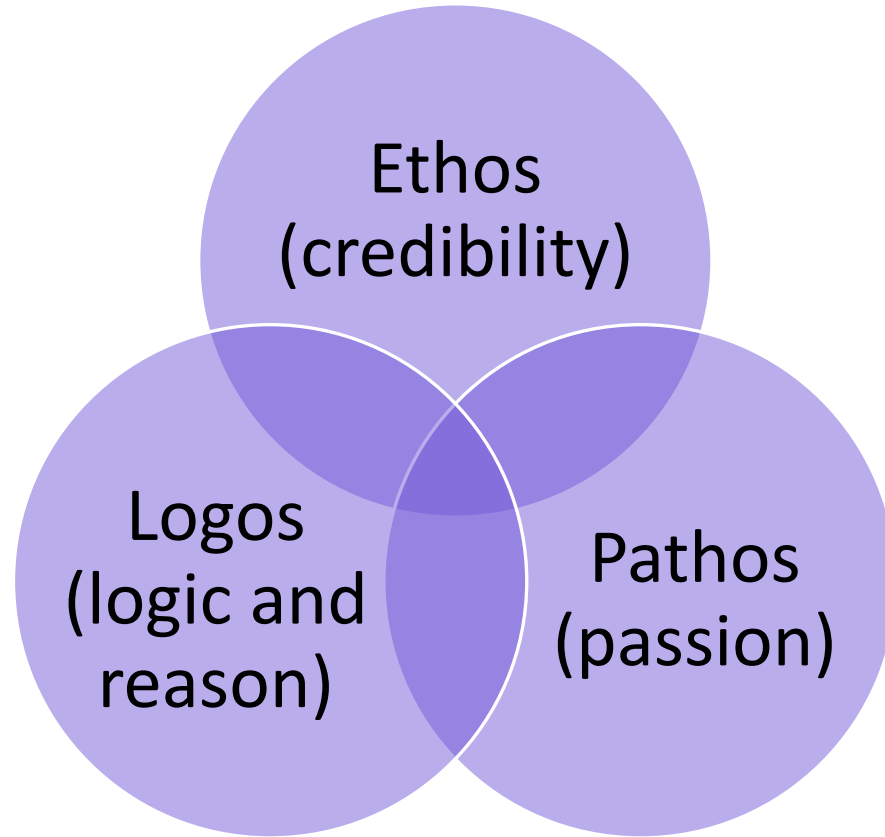 Ethos
(credibility)
Logos
(logic and
reason)
Pathos
(passion)